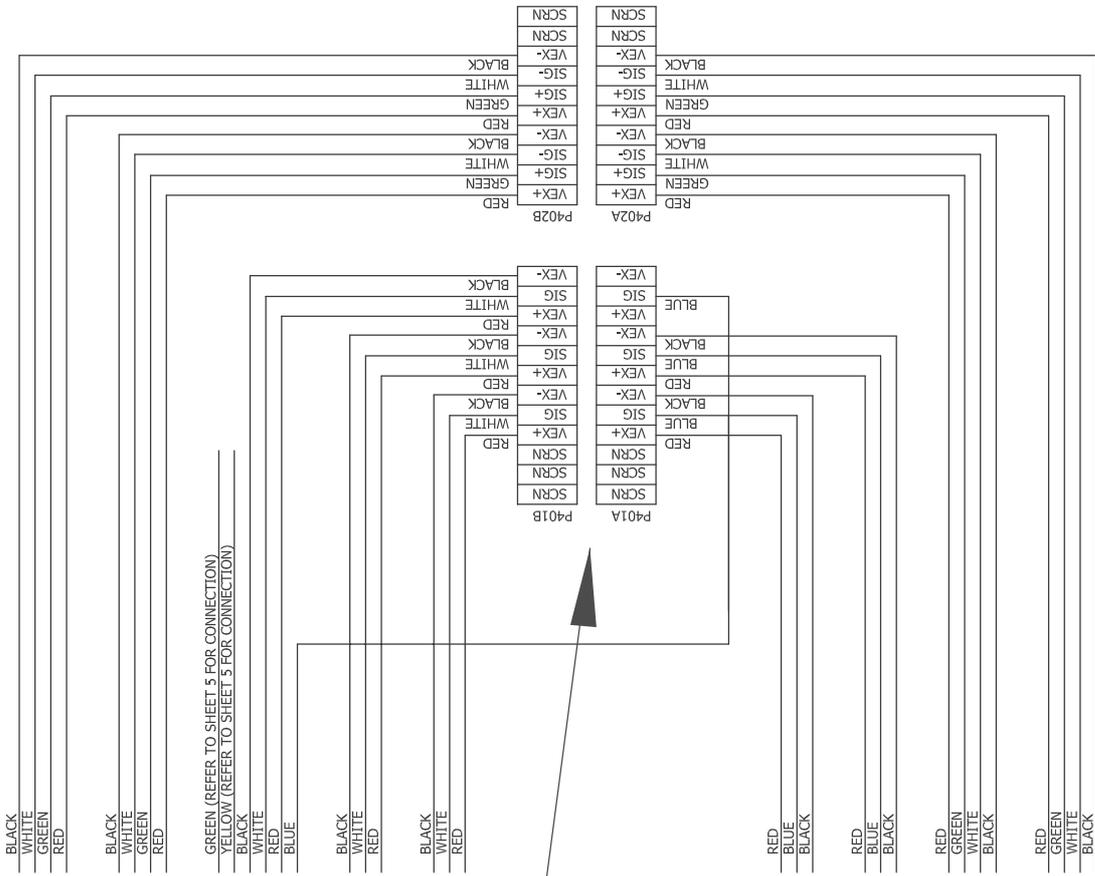 SCRN SCRN
SCRN SCRN
VEX- VEX-
BLACK SIG- SIG- BLACK
WHITE SIG+ SIG+ WHITE
GREEN VEX+ VEX+ GREEN
RED VEX- VEX- RED
BLACK SIG- SIG- BLACK
WHITE SIG+ SIG+ WHITE
GREEN VEX+ VEX+ GREEN
RED RED
P402B P402A
VEX- VEX-
BLACK SIG SIG
WHITE VEX+ VEX+ BLUE
RED VEX- VEX-
BLACK SIG SIG BLACK
WHITE VEX+ VEX+ BLUE
RED VEX- VEX- RED
BLACK SIG SIG BLACK
WHITE VEX+ VEX+ BLUE
RED SCRN SCRN RED
SCRN SCRN
SCRN SCRN
P401B P401A
BLACK
WHITE
GREEN
RED
BLACK
WHITE
GREEN
RED
GREEN (REFER TO SHEET 5 FOR CONNECTION)
YELLOW (REFER TO SHEET 5 FOR CONNECTION)
BLACK
WHITE
RED
BLUE
BLACK
WHITE
RED
BLACK
WHITE
RED
RED
BLUE
BLACK
RED
BLUE
BLACK
RED
GREEN
WHITE
BLACK
RED
GREEN
WHITE
BLACK